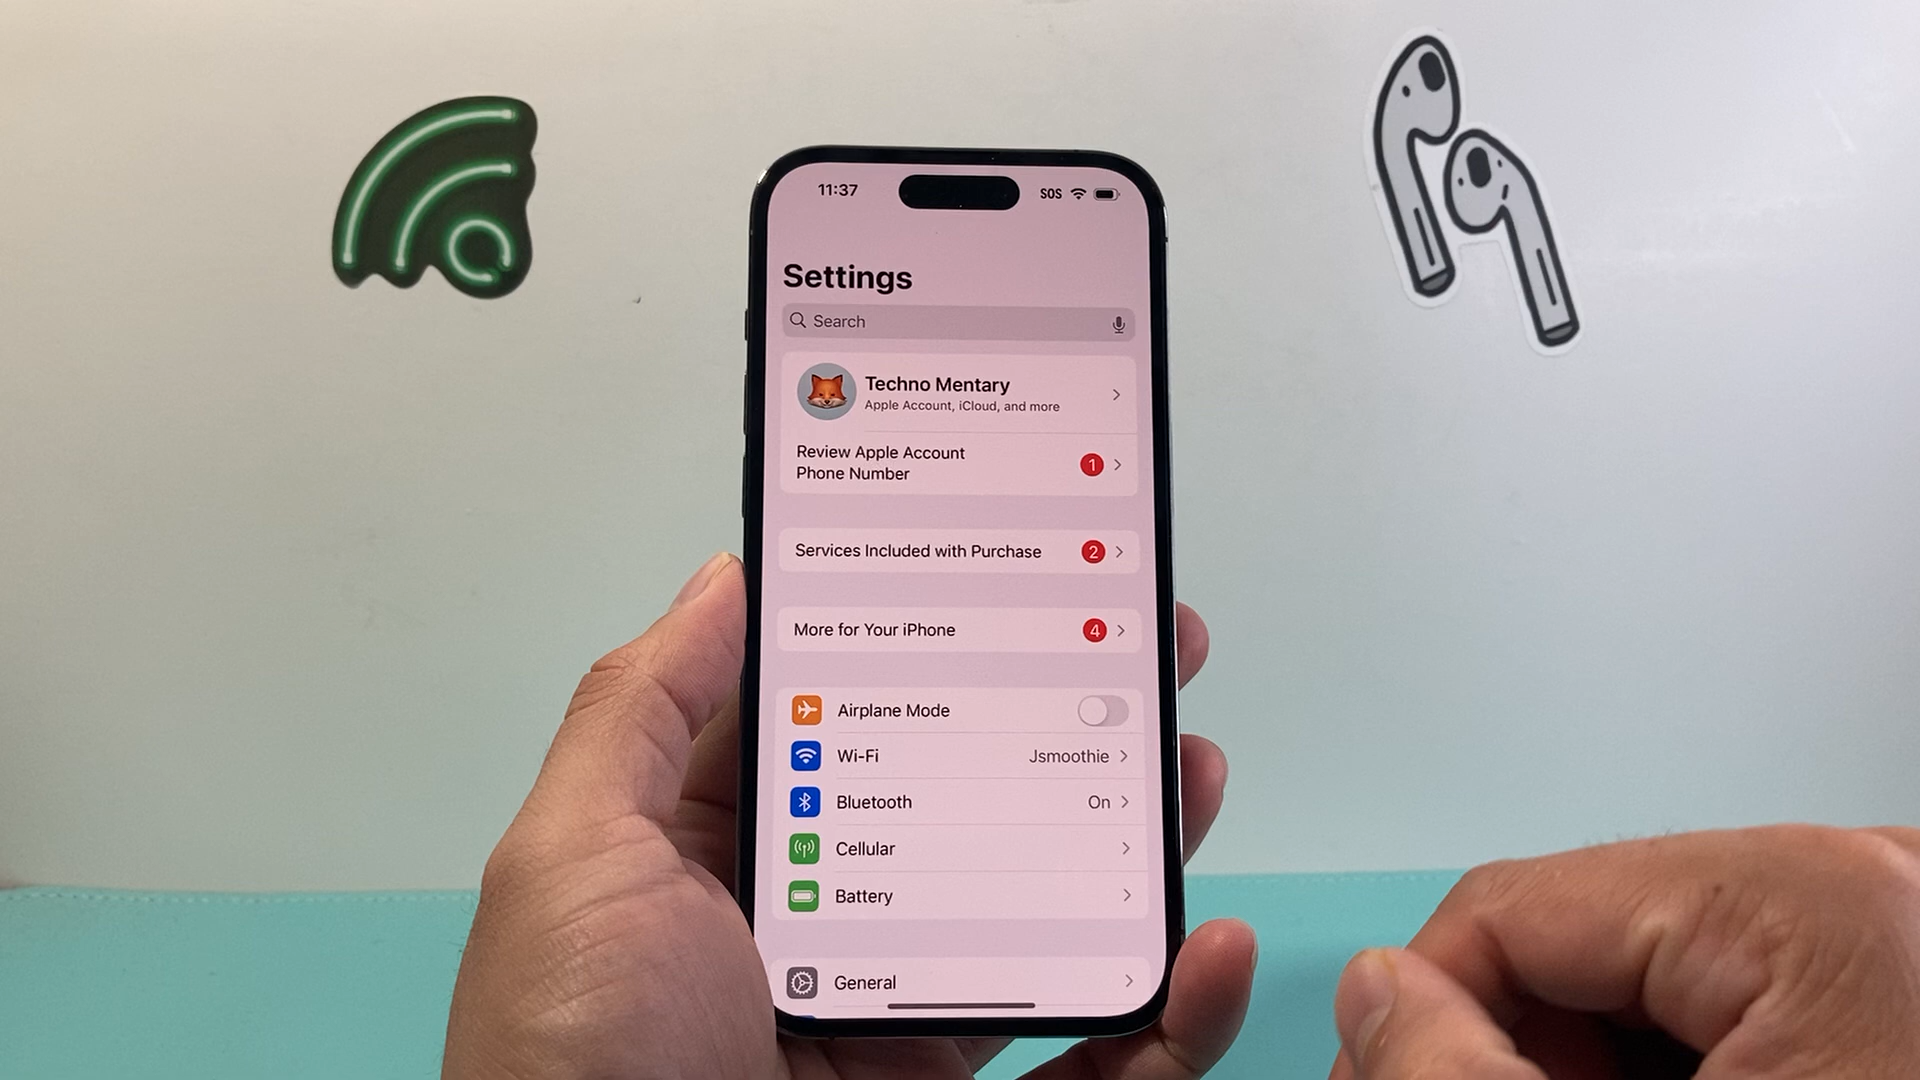 11:37 SOS
Settings
Search
Techno Mentary
Apple Account, iCloud, and more
Review Apple Account
Phone Number
1
Services Included with Purchase 2
More for Your iPhone 4
Airplane Mode
Wi-Fi Jsmoothie
Bluetooth On
Cellular
Battery
General